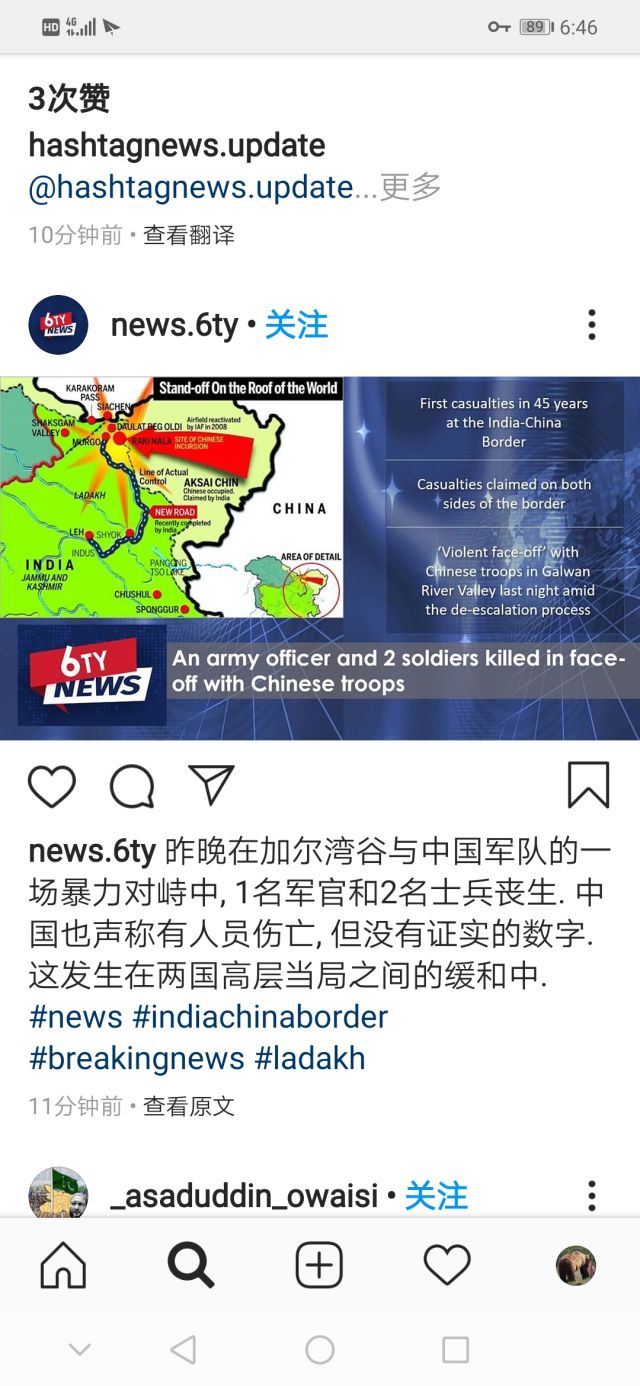 HD 4G 89 6:46
3次赞
hashtagnews.update
@hashtagnews.update...更多
10分钟前 • 查看翻译
6TY
NEWS
news.6ty • 关注
Stand-off On the Roof of the World
KARAKORAM
PASS
SIACHEN
SHAKSGAM
VALLEY
DAULAT BEG OLDI
Airfield reactivated
by IAF in 2008
MURGO
RAKI NALA
SITE OF CHINESE
INCURSION
Line of Actual
Control
AKSAI CHIN
Chinese occupied.
Claimed by India
LADAKH
CHINA
NEW ROAD
Recently completed
by India
LEH
SHYOK
INDUS
INDIA
JAMMU AND
KASHMIR
PANGONG
TSO LAKE
AREA OF DETAIL
CHUSHUL
SPONGGUR
First casualties in 45 years
at the India-China
Border
Casualties claimed on both
sides of the border
‘Violent face-off’ with
Chinese troops in Galwan
River Valley last night amid
the de-escalation process
6TY
NEWS
An army officer and 2 soldiers killed in face-
off with Chinese troops
news.6ty 昨晚在加尔湾谷与中国军队的一
场暴力对峙中, 1名军官和2名士兵丧生. 中
国也声称有人员伤亡, 但没有证实的数字.
这发生在两国高层当局之间的缓和中.
#news #indiachinaborder
#breakingnews #ladakh
11分钟前 • 查看原文
_asaduddin_owaisi • 关注